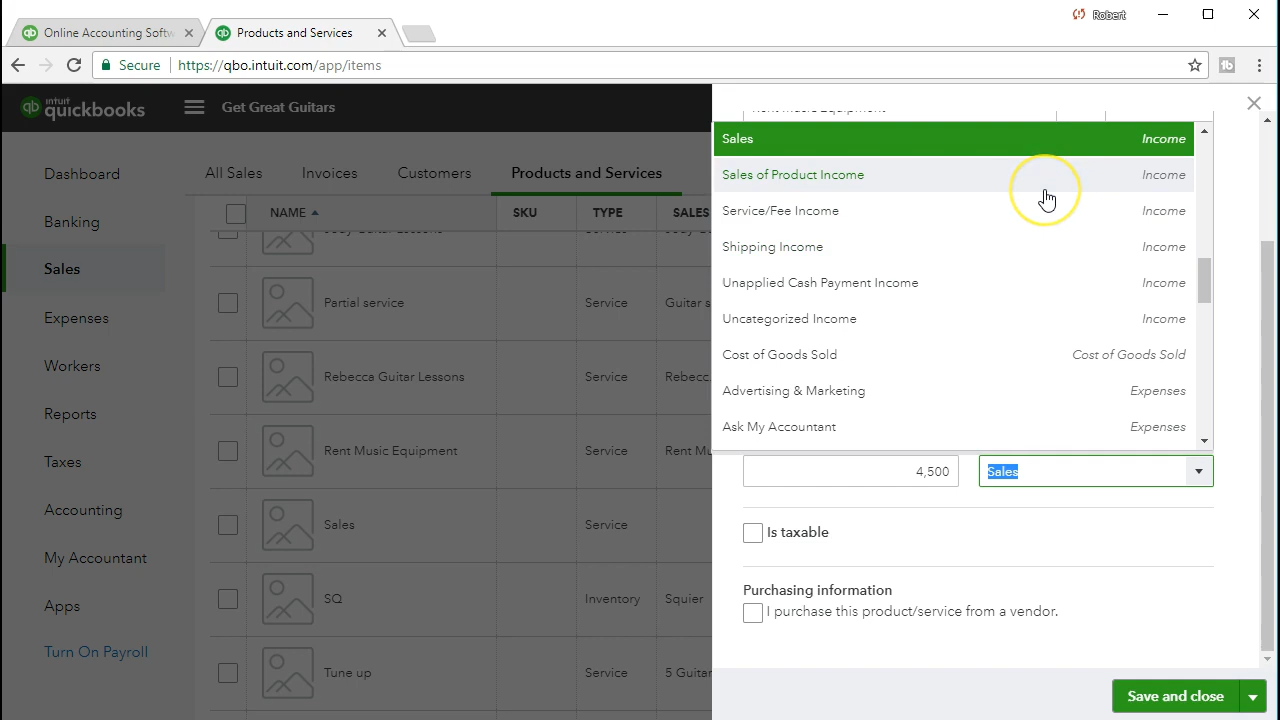 Robert
Online Accounting Softw
Products and Services
Secure
https://qbo.intuit.com/app/items
intuit
quickbooks
Get Great Guitars
Rent Music Equipment
Dashboard
Banking
Sales
Expenses
Workers
Reports
Taxes
Accounting
My Accountant
Apps
Turn On Payroll
All Sales
Invoices
Customers
Products and Services
NAME
SKU
TYPE
SALES
Partial service
Service
Guitar s
Rebecca Guitar Lessons
Service
Rebecc
Rent Music Equipment
Service
Rent Mu
Sales
Service
SQ
Inventory
Squier
Tune up
Service
5 Guitar
Sales
Income
Sales of Product Income
Income
Service/Fee Income
Income
Shipping Income
Income
Unapplied Cash Payment Income
Income
Uncategorized Income
Income
Cost of Goods Sold
Cost of Goods Sold
Advertising & Marketing
Expenses
Ask My Accountant
Expenses
4,500
Sales
Is taxable
Purchasing information
I purchase this product/service from a vendor.
Save and close